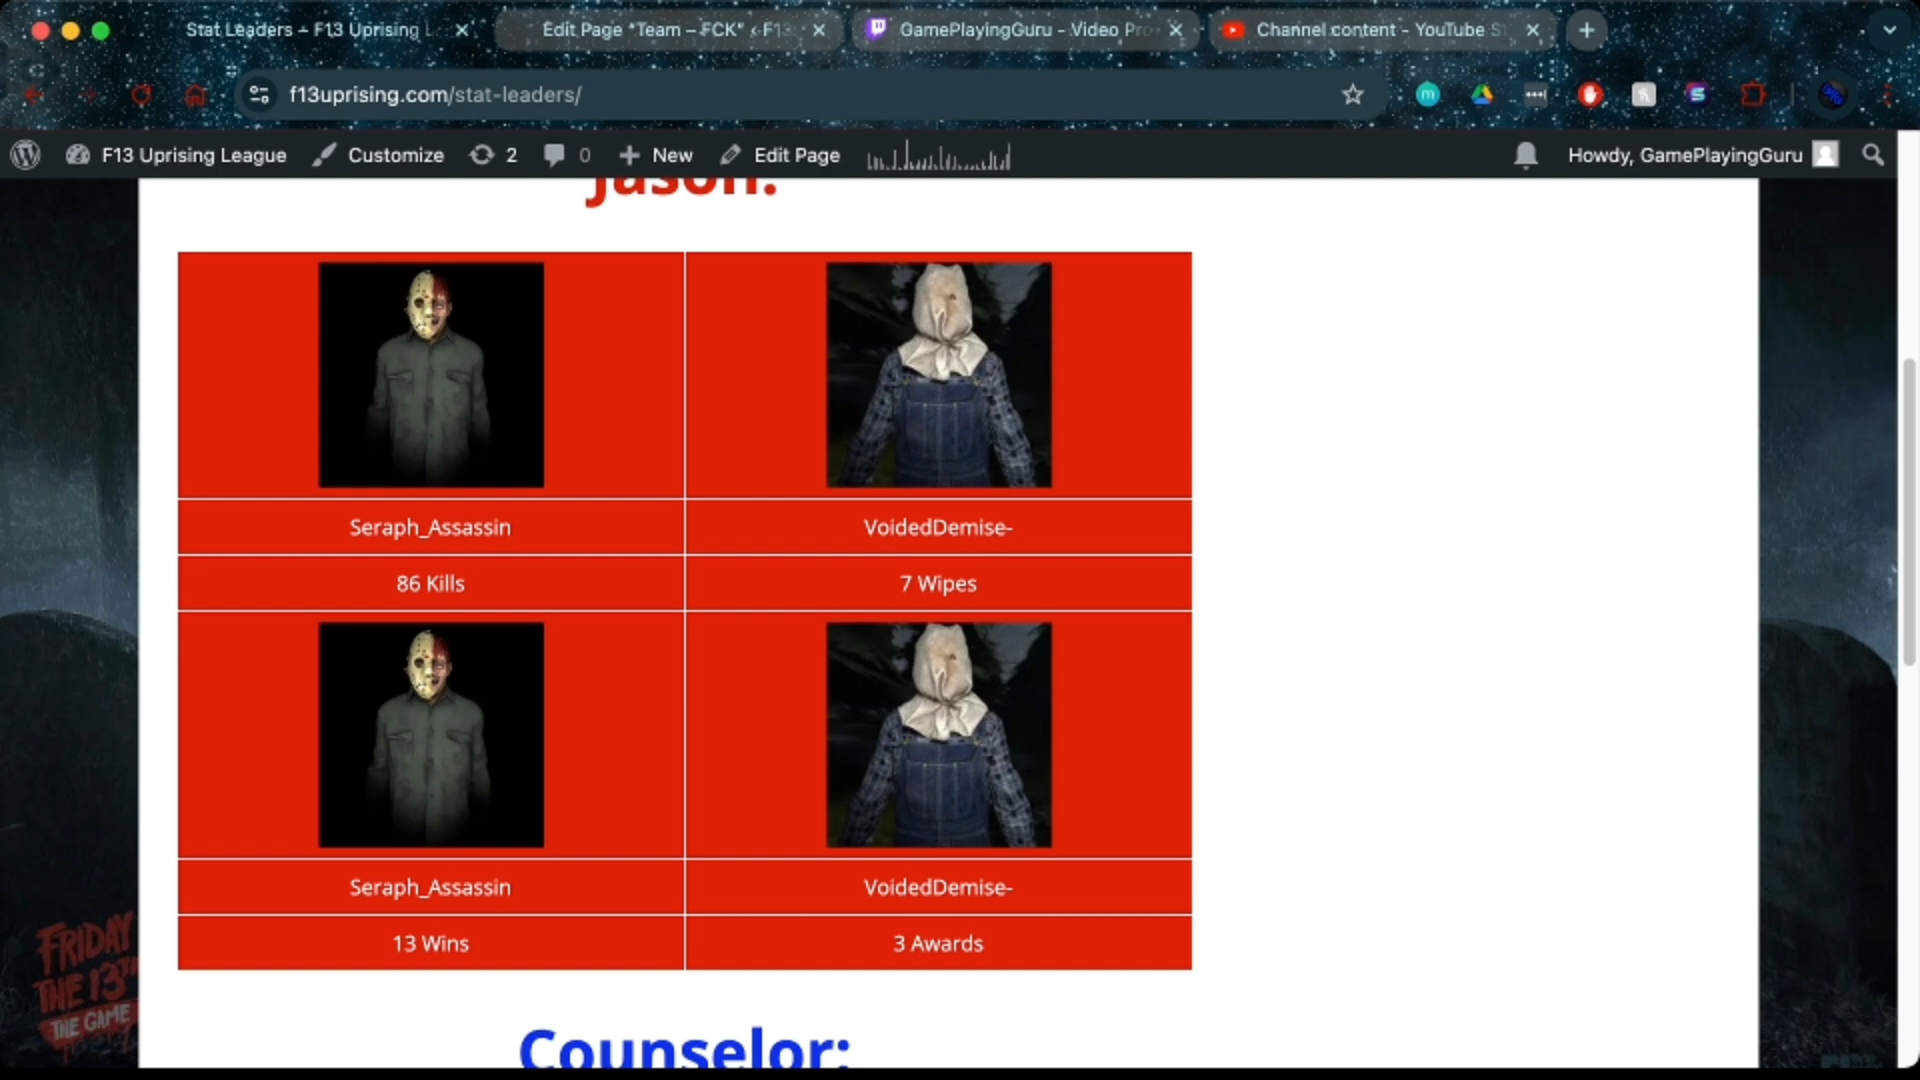 Stat Leaders – F13 Uprising L
Edit Page "Team – FCK" ‹ F13
GamePlayingGuru - Video Pro
Channel content - YouTube S
f13uprising.com/stat-leaders/
F13 Uprising League
Customize
2
0
New
Edit Page
Howdy, GamePlayingGuru
Jason:
Seraph_Assassin
VoidedDemise-
86 Kills
7 Wipes
Seraph_Assassin
VoidedDemise-
13 Wins
3 Awards
FRIDAY
THE 13TH
THE GAME
Counselor: